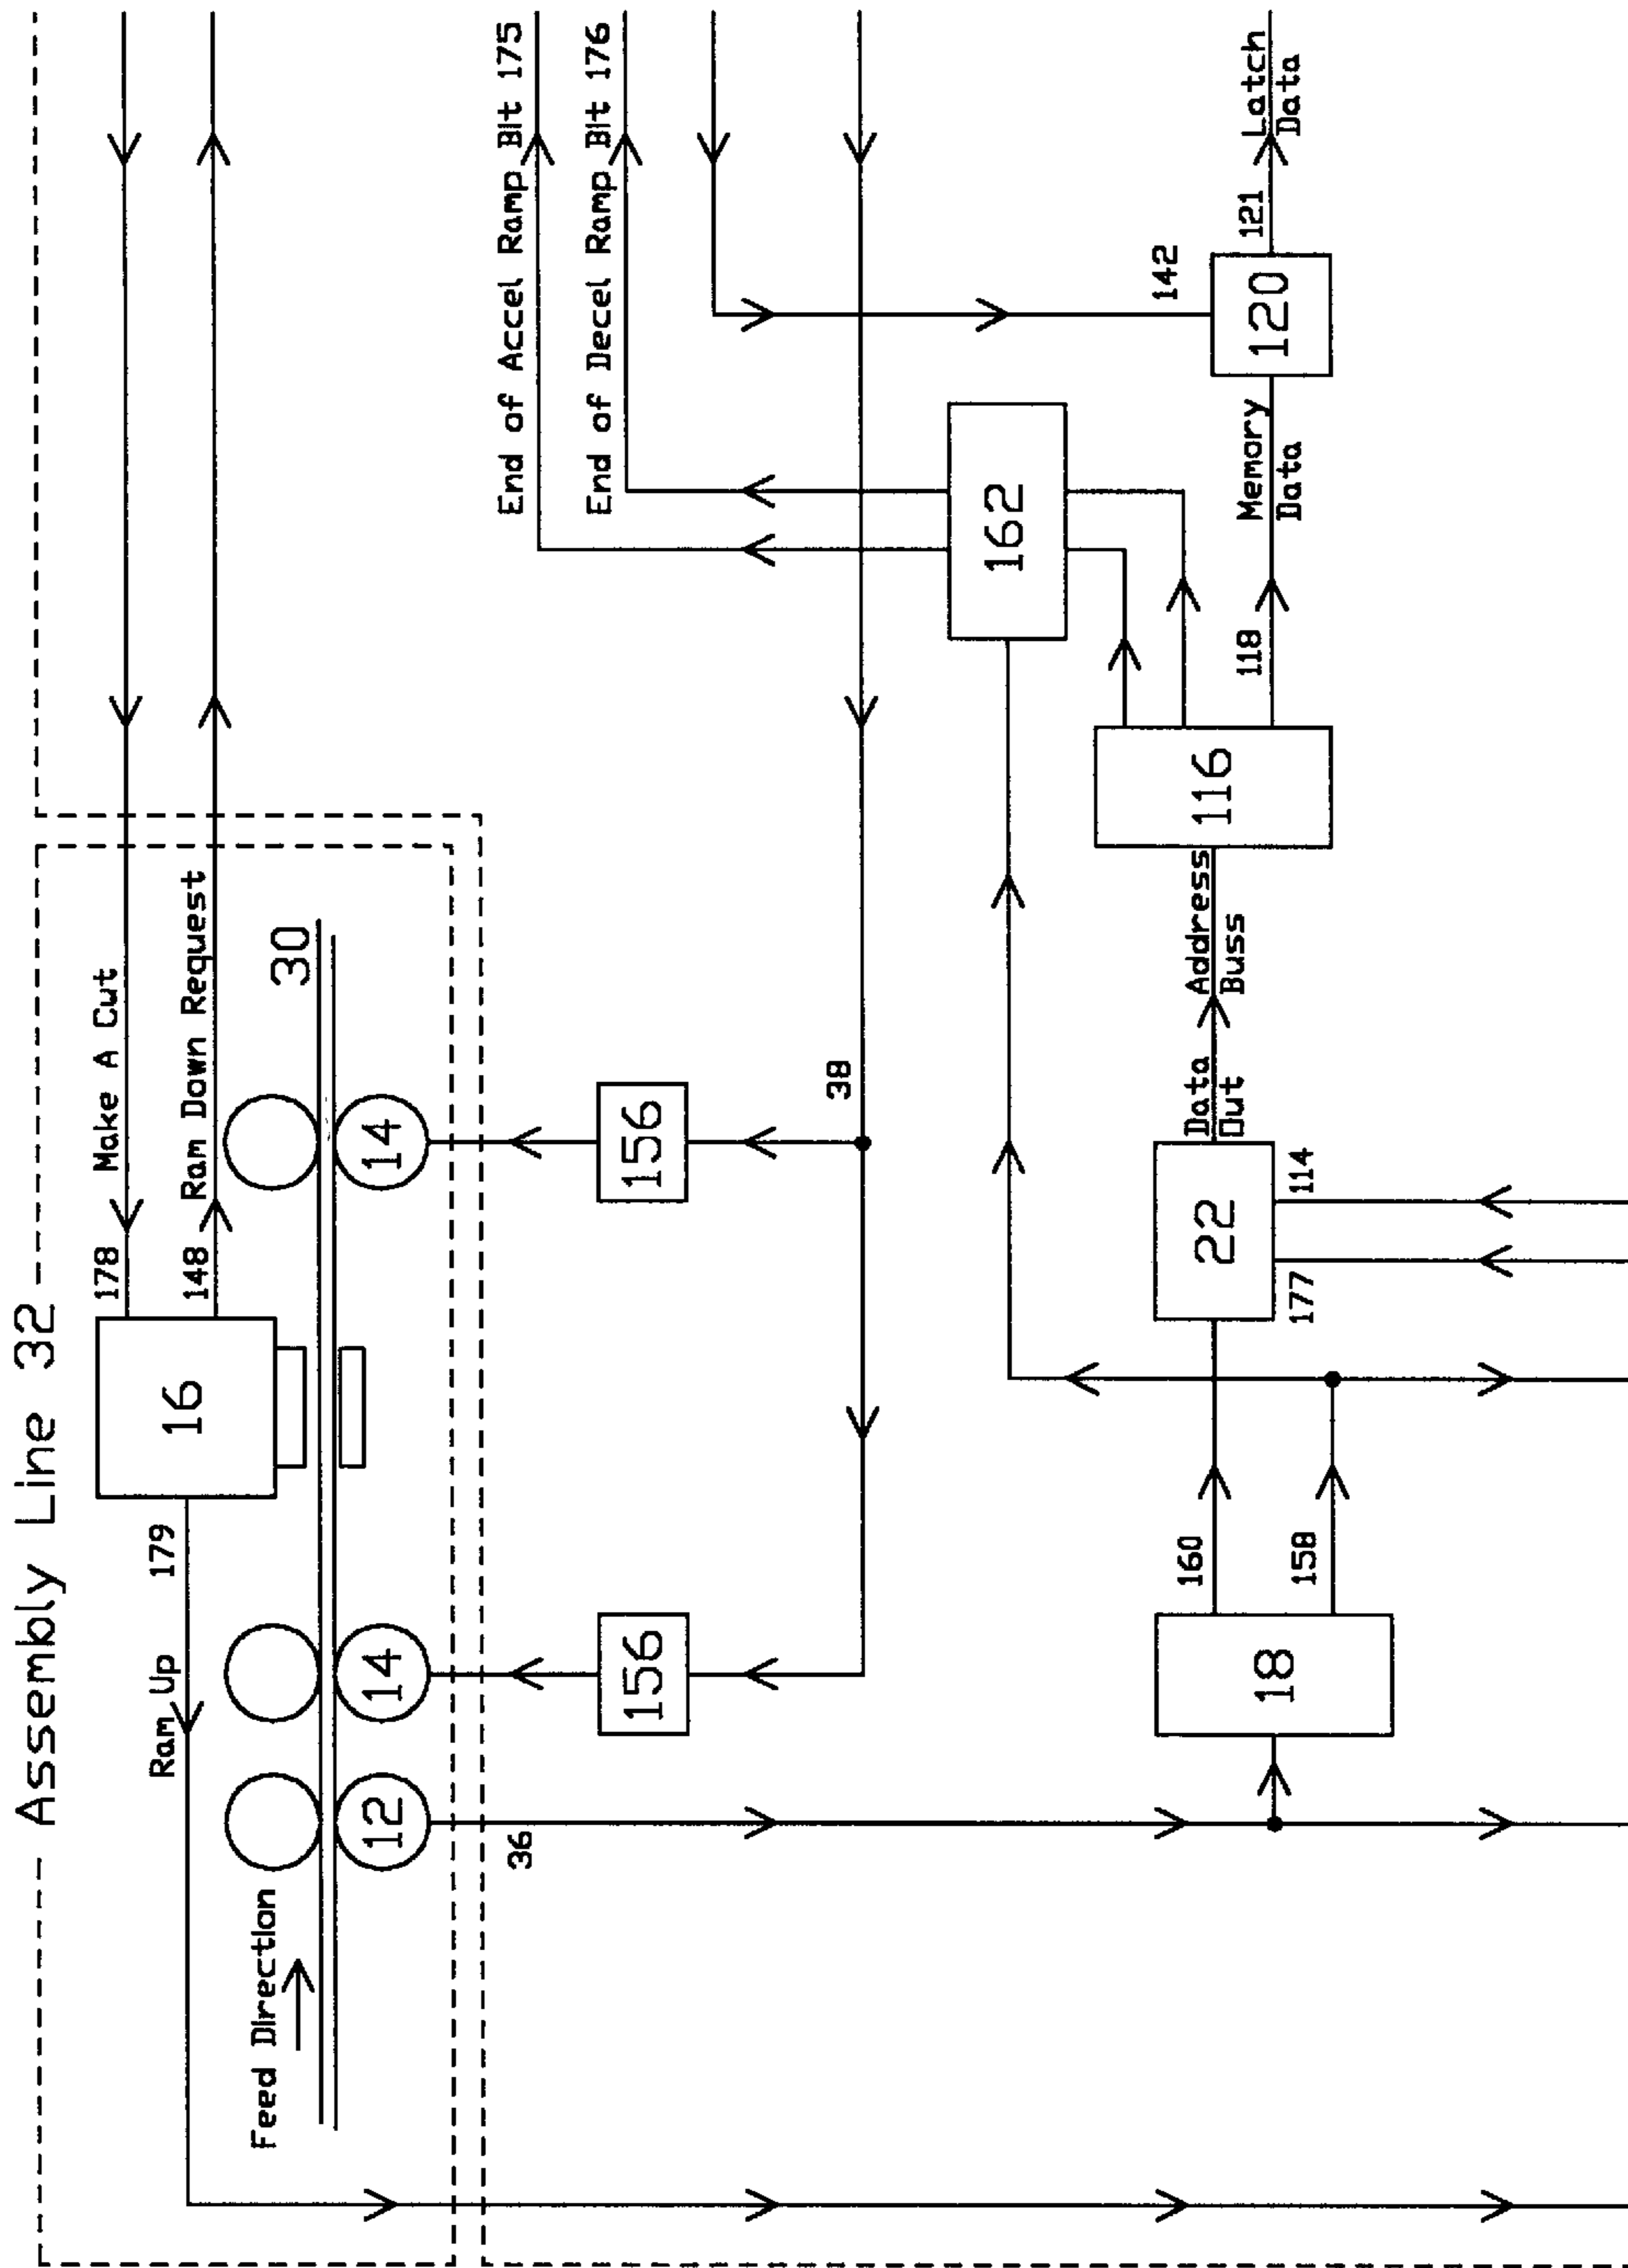 Assembly Line 32
178 Make A Cut
Ram Up 179
16
148 Ram Down Request
Feed Direction
30
12
14
14
End of Accel Ramp Bit 175
36
End of Decel Ramp Bit 176
156
156
38
162
142
160
Data
Out
Address
Buss
22
116
118
Memory
Data
120
121
Latch
Data
18
158
177
114